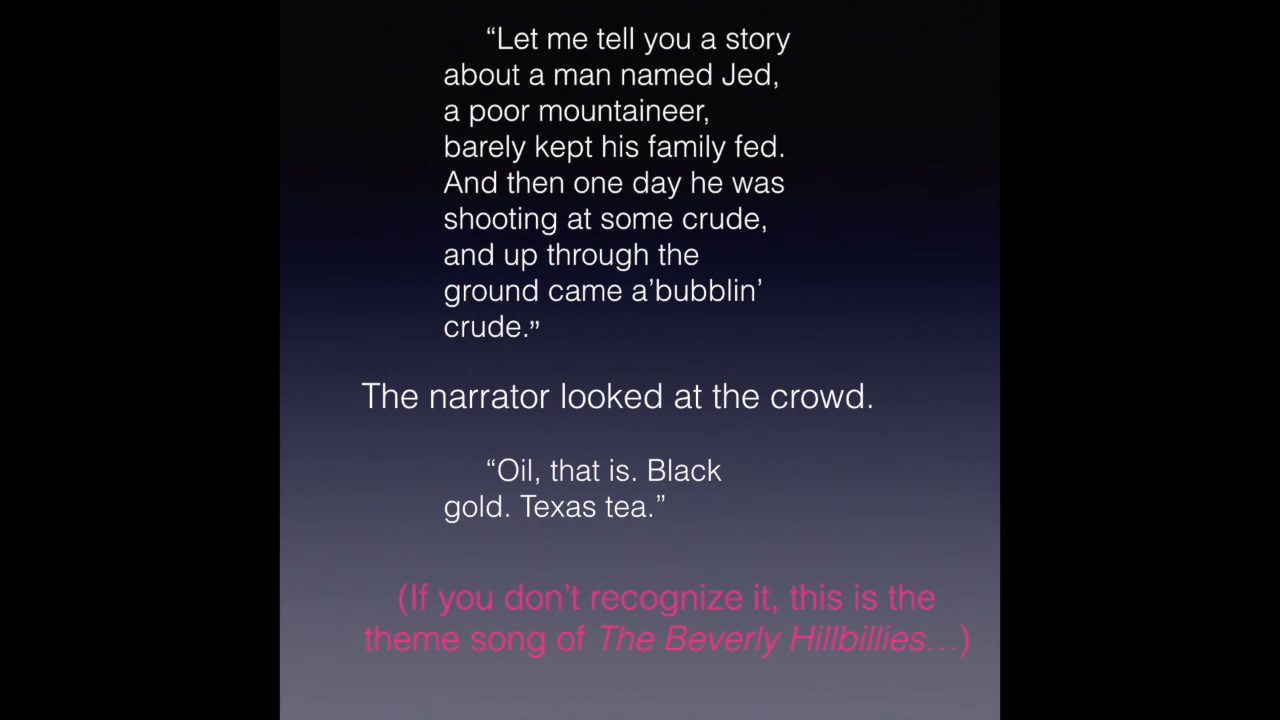 “Let me tell you a story
about a man named Jed,
a poor mountaineer,
barely kept his family fed.
And then one day he was
shooting at some crude,
and up through the
ground came a’bubblin’
crude.”
The narrator looked at the crowd.
“Oil, that is. Black
gold. Texas tea.”
(If you don’t recognize it, this is the
theme song of The Beverly Hillbillies…)